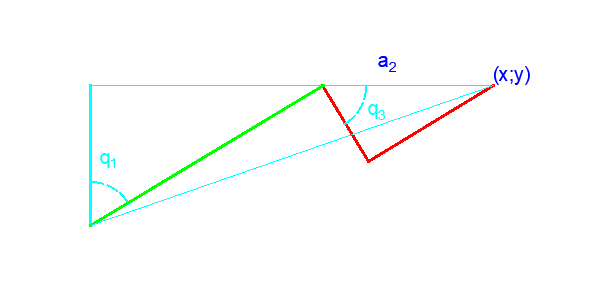 a₂
(x;y)
q₃
q₁